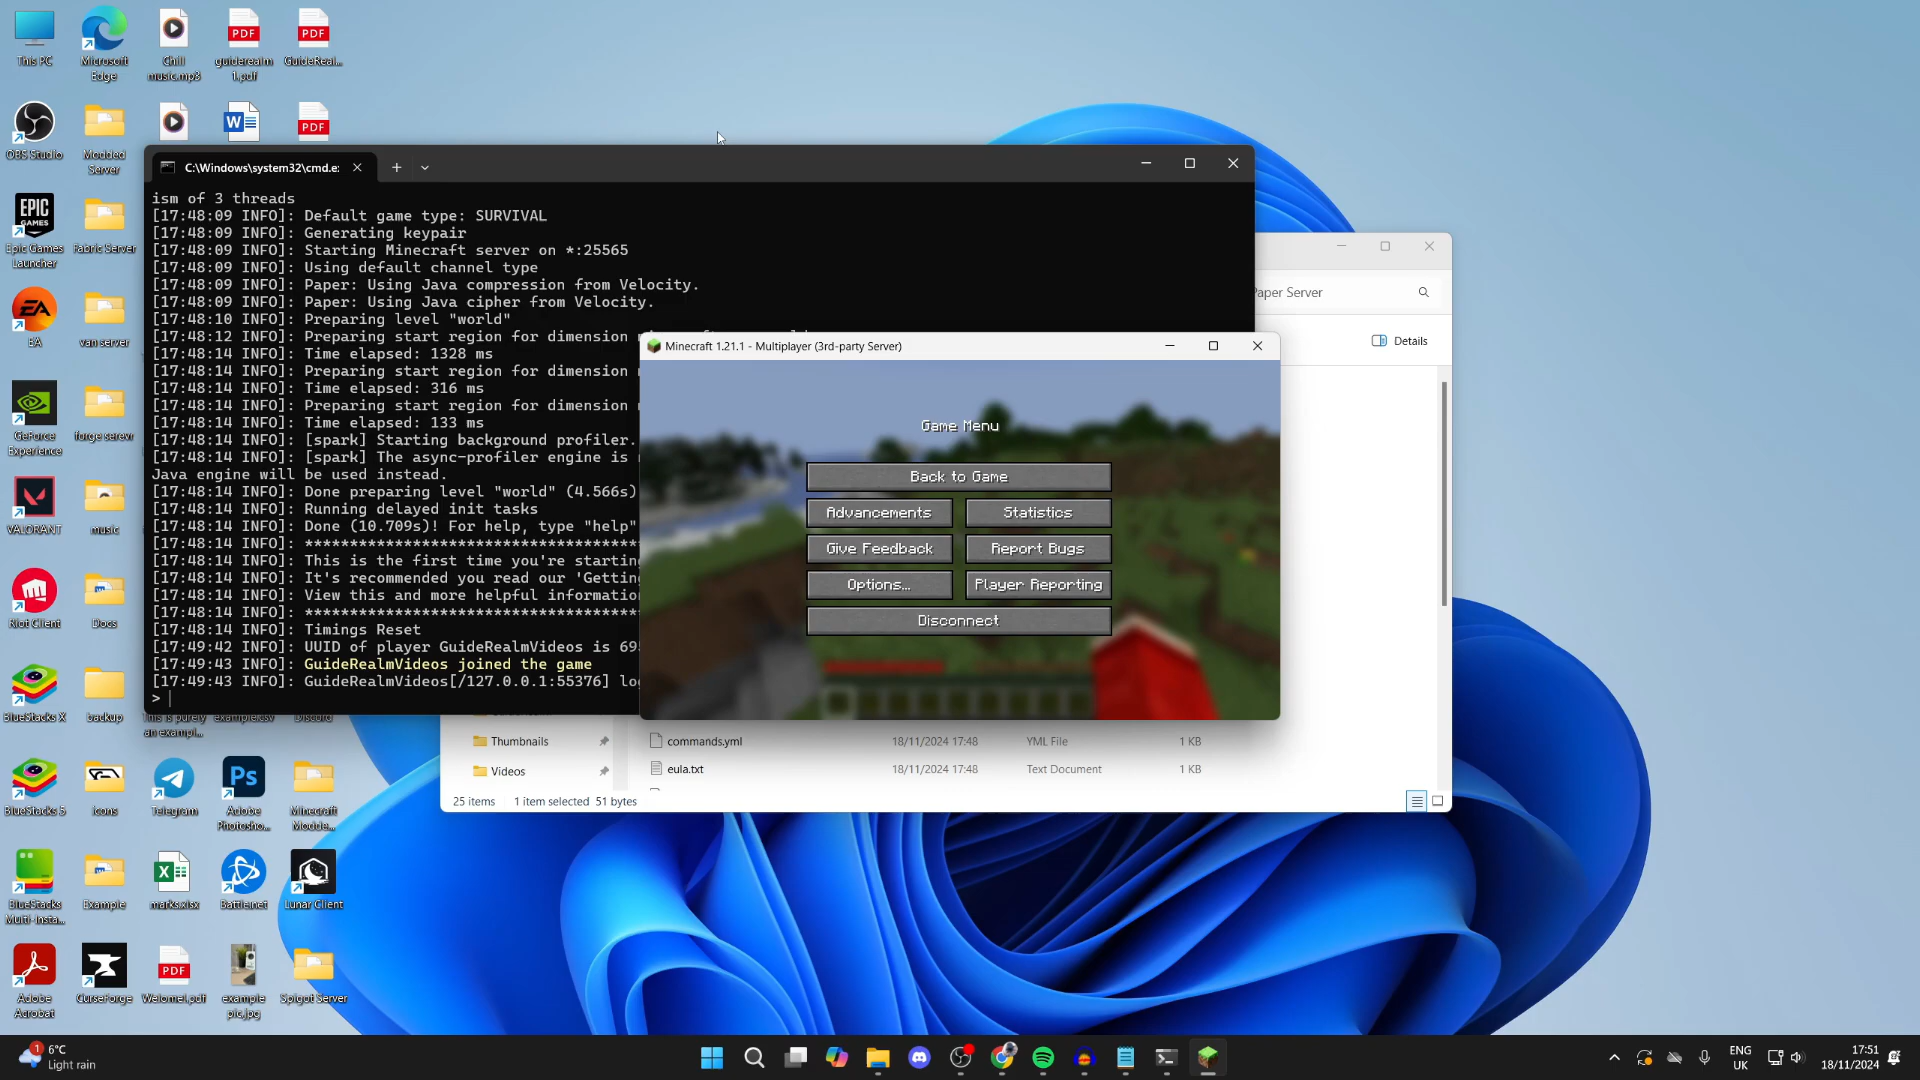 This PC
Microsoft Edge
Chill music.mp3
guiderealm 1.pdf
GuideReal...
OBS Studio
Modded Server
Epic Games Launcher
Fabric Server
EA
van server
GeForce Experience
forge serevr
VALORANT
music
Riot Client
Docs
BlueStacks X
backup
This is purely an exampl...
example.csv
Discord
BlueStacks 5
icons
Telegram
Adobe Photosho...
Minecraft Modde...
BlueStacks Multi-Insta...
Example
marks.xlsx
Battle.net
Lunar Client
Adobe Acrobat
CurseForge
Welome!.pdf
example pic.jpg
Spigot Server
C:\Windows\system32\cmd.e:
ism of 3 threads
[17:48:09 INFO]: Default game type: SURVIVAL
[17:48:09 INFO]: Generating keypair
[17:48:09 INFO]: Starting Minecraft server on *:25565
[17:48:09 INFO]: Using default channel type
[17:48:09 INFO]: Paper: Using Java compression from Velocity.
[17:48:09 INFO]: Paper: Using Java cipher from Velocity.
[17:48:10 INFO]: Preparing level "world"
[17:48:12 INFO]: Preparing start region for dimension
[17:48:14 INFO]: Time elapsed: 1328 ms
[17:48:14 INFO]: Preparing start region for dimension
[17:48:14 INFO]: Time elapsed: 316 ms
[17:48:14 INFO]: Preparing start region for dimension
[17:48:14 INFO]: Time elapsed: 133 ms
[17:48:14 INFO]: [spark] Starting background profiler.
[17:48:14 INFO]: [spark] The async-profiler engine is
Java engine will be used instead.
[17:48:14 INFO]: Done preparing level "world" (4.566s)
[17:48:14 INFO]: Running delayed init tasks
[17:48:14 INFO]: Done (10.709s)! For help, type "help"
[17:48:14 INFO]: ***************************************
[17:48:14 INFO]: This is the first time you're starting
[17:48:14 INFO]: It's recommended you read our 'Getting
[17:48:14 INFO]: View this and more helpful information
[17:48:14 INFO]: ***************************************
[17:48:14 INFO]: Timings Reset
[17:49:42 INFO]: UUID of player GuideRealmVideos is 69
[17:49:43 INFO]: GuideRealmVideos joined the game
[17:49:43 INFO]: GuideRealmVideos[/127.0.0.1:55376] lo
>
Minecraft 1.21.1 - Multiplayer (3rd-party Server)
Game Menu
Back to Game
Advancements
Statistics
Give Feedback
Report Bugs
Options...
Player Reporting
Disconnect
Paper Server
Details
Thumbnails
commands.yml 18/11/2024 17:48 YML File 1 KB
Videos
eula.txt 18/11/2024 17:48 Text Document 1 KB
25 items 1 item selected 51 bytes
1
6°C
Light rain
ENG
UK
17:51
18/11/2024